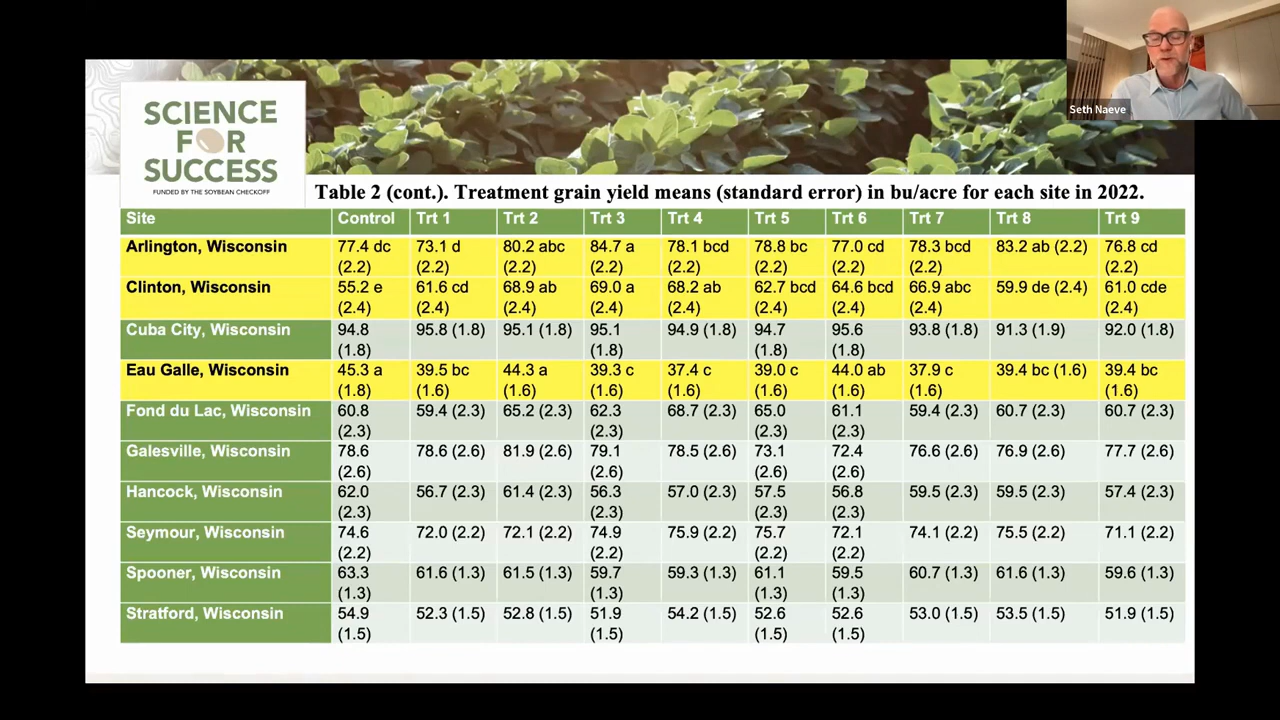 Seth Naeve
SCIENCE
FOR
SUCCESS
FUNDED BY THE SOYBEAN CHECKOFF
Table 2 (cont.). Treatment grain yield means (standard error) in bu/acre for each site in 2022.
Site Control Trt 1 Trt 2 Trt 3 Trt 4 Trt 5 Trt 6 Trt 7 Trt 8 Trt 9
Arlington, Wisconsin 77.4 dc 73.1 d 80.2 abc 84.7 a 78.1 bcd 78.8 bc 77.0 cd 78.3 bcd 83.2 ab (2.2) 76.8 cd
(2.2) (2.2) (2.2) (2.2) (2.2) (2.2) (2.2) (2.2) (2.2)
Clinton, Wisconsin 55.2 e 61.6 cd 68.9 ab 69.0 a 68.2 ab 62.7 bcd 64.6 bcd 66.9 abc 59.9 de (2.4) 61.0 cde
(2.4) (2.4) (2.4) (2.4) (2.4) (2.4) (2.4) (2.4) (2.4)
Cuba City, Wisconsin 94.8 95.8 (1.8) 95.1 (1.8) 95.1 94.9 (1.8) 94.7 95.6 93.8 (1.8) 91.3 (1.9) 92.0 (1.8)
(1.8) (1.8) (1.8) (1.8)
Eau Galle, Wisconsin 45.3 a 39.5 bc 44.3 a 39.3 c 37.4 c 39.0 c 44.0 ab 37.9 c 39.4 bc (1.6) 39.4 bc
(1.8) (1.6) (1.6) (1.6) (1.6) (1.6) (1.6) (1.6) (1.6)
Fond du Lac, Wisconsin 60.8 59.4 (2.3) 65.2 (2.3) 62.3 68.7 (2.3) 65.0 61.1 59.4 (2.3) 60.7 (2.3) 60.7 (2.3)
(2.3) (2.3) (2.3) (2.3)
Galesville, Wisconsin 78.6 78.6 (2.6) 81.9 (2.6) 79.1 78.5 (2.6) 73.1 72.4 76.6 (2.6) 76.9 (2.6) 77.7 (2.6)
(2.6) (2.6) (2.6) (2.6)
Hancock, Wisconsin 62.0 56.7 (2.3) 61.4 (2.3) 56.3 57.0 (2.3) 57.5 56.8 59.5 (2.3) 59.5 (2.3) 57.4 (2.3)
(2.3) (2.3) (2.3) (2.3)
Seymour, Wisconsin 74.6 72.0 (2.2) 72.1 (2.2) 74.9 75.9 (2.2) 75.7 72.1 74.1 (2.2) 75.5 (2.2) 71.1 (2.2)
(2.2) (2.2) (2.2) (2.2)
Spooner, Wisconsin 63.3 61.6 (1.3) 61.5 (1.3) 59.7 59.3 (1.3) 61.1 59.5 60.7 (1.3) 61.6 (1.3) 59.6 (1.3)
(1.3) (1.3) (1.3) (1.3)
Stratford, Wisconsin 54.9 52.3 (1.5) 52.8 (1.5) 51.9 54.2 (1.5) 52.6 52.6 53.0 (1.5) 53.5 (1.5) 51.9 (1.5)
(1.5) (1.5) (1.5) (1.5)